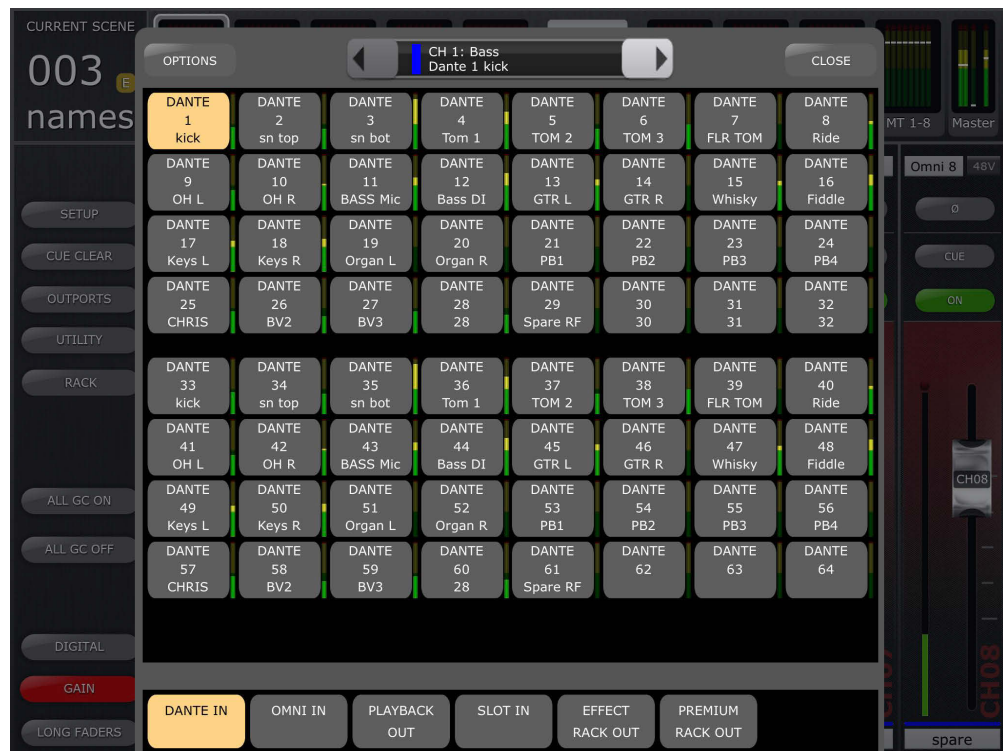 CURRENT SCENE
003 E
names
OPTIONS
CH 1: Bass
Dante 1 kick
CLOSE
MT 1-8 Master
Omni 8 48V
Ø
CUE
ON
CH08
CH07
CH08
spare
SETUP
CUE CLEAR
OUTPORTS
UTILITY
RACK
ALL GC ON
ALL GC OFF
DIGITAL
GAIN
LONG FADERS
DANTE DANTE DANTE DANTE DANTE DANTE DANTE DANTE
1 2 3 4 5 6 7 8
kick sn top sn bot Tom 1 TOM 2 TOM 3 FLR TOM Ride
DANTE DANTE DANTE DANTE DANTE DANTE DANTE DANTE
9 10 11 12 13 14 15 16
OH L OH R BASS Mic Bass DI GTR L GTR R Whisky Fiddle
DANTE DANTE DANTE DANTE DANTE DANTE DANTE DANTE
17 18 19 20 21 22 23 24
Keys L Keys R Organ L Organ R PB1 PB2 PB3 PB4
DANTE DANTE DANTE DANTE DANTE DANTE DANTE DANTE
25 26 27 28 29 30 31 32
CHRIS BV2 BV3 28 Spare RF 30 31 32
DANTE DANTE DANTE DANTE DANTE DANTE DANTE DANTE
33 34 35 36 37 38 39 40
kick sn top sn bot Tom 1 TOM 2 TOM 3 FLR TOM Ride
DANTE DANTE DANTE DANTE DANTE DANTE DANTE DANTE
41 42 43 44 45 46 47 48
OH L OH R BASS Mic Bass DI GTR L GTR R Whisky Fiddle
DANTE DANTE DANTE DANTE DANTE DANTE DANTE DANTE
49 50 51 52 53 54 55 56
Keys L Keys R Organ L Organ R PB1 PB2 PB3 PB4
DANTE DANTE DANTE DANTE DANTE DANTE DANTE DANTE
57 58 59 60 61 62 63 64
CHRIS BV2 BV3 28 Spare RF
DANTE IN OMNI IN PLAYBACK OUT SLOT IN EFFECT RACK OUT PREMIUM RACK OUT